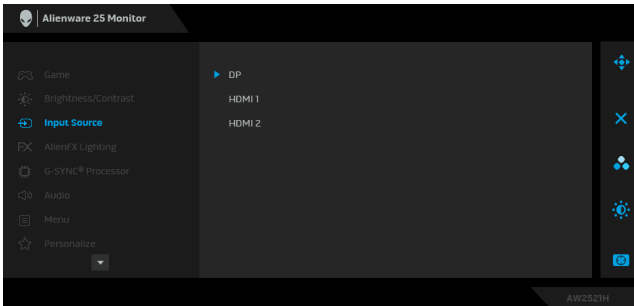 Alienware 25 Monitor
Game
Brightness/Contrast
Input Source
AlienFX Lighting
G-SYNC® Processor
Audio
Menu
Personalize
DP
HDMI 1
HDMI 2
FX
AW2521H